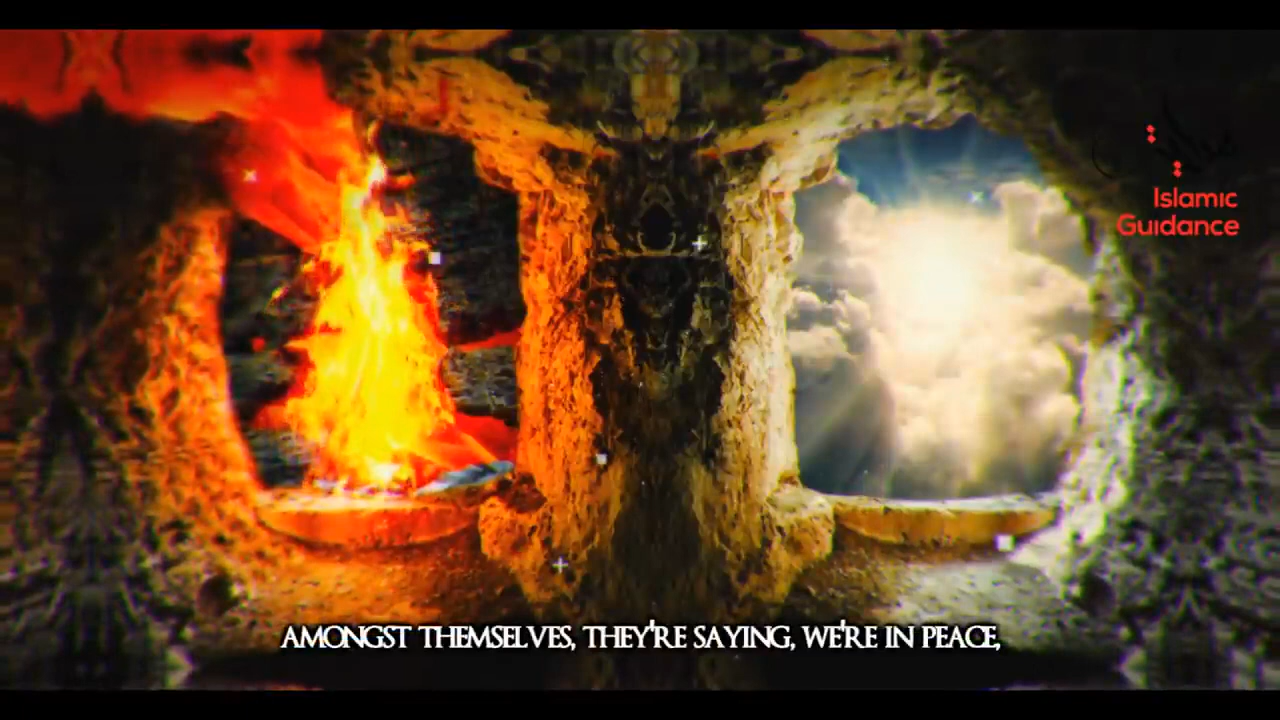 Islamic
Guidance
AMONGST THEMSELVES, THEY'RE SAYING, WE'RE IN PEACE,